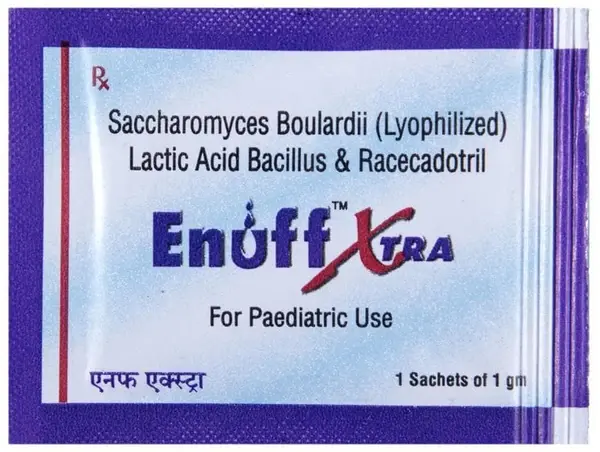 Rx
Saccharomyces Boulardii (Lyophilized)
Lactic Acid Bacillus & Racecadotril
Enuff™ XTRA
For Paediatric Use
एनफ एक्स्ट्रा
1 Sachets of 1 gm